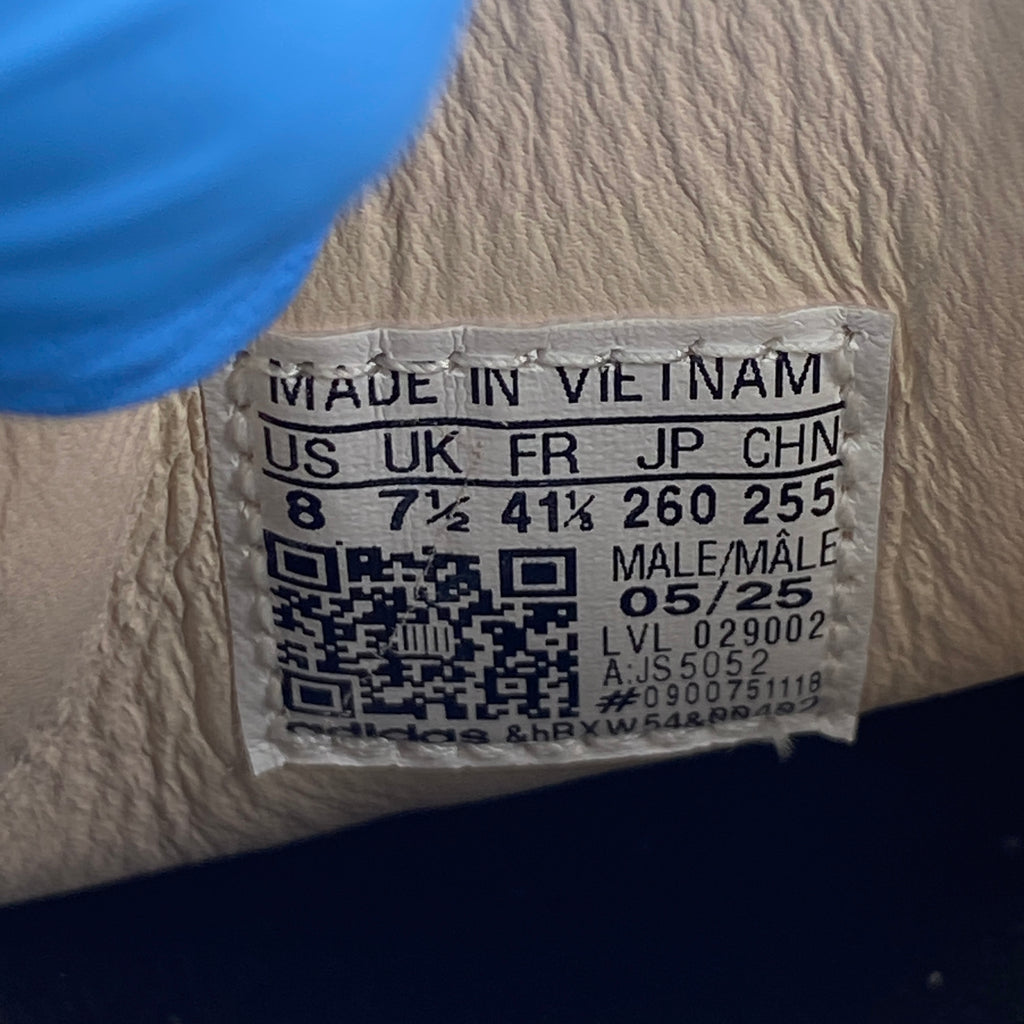 MADE IN VIETNAM
US UK FR JP CHN
8 7½ 41⅓ 260 255
MALE/MÂLE
05/25
LVL 029002
A:JS5052
#0900751118
adidas